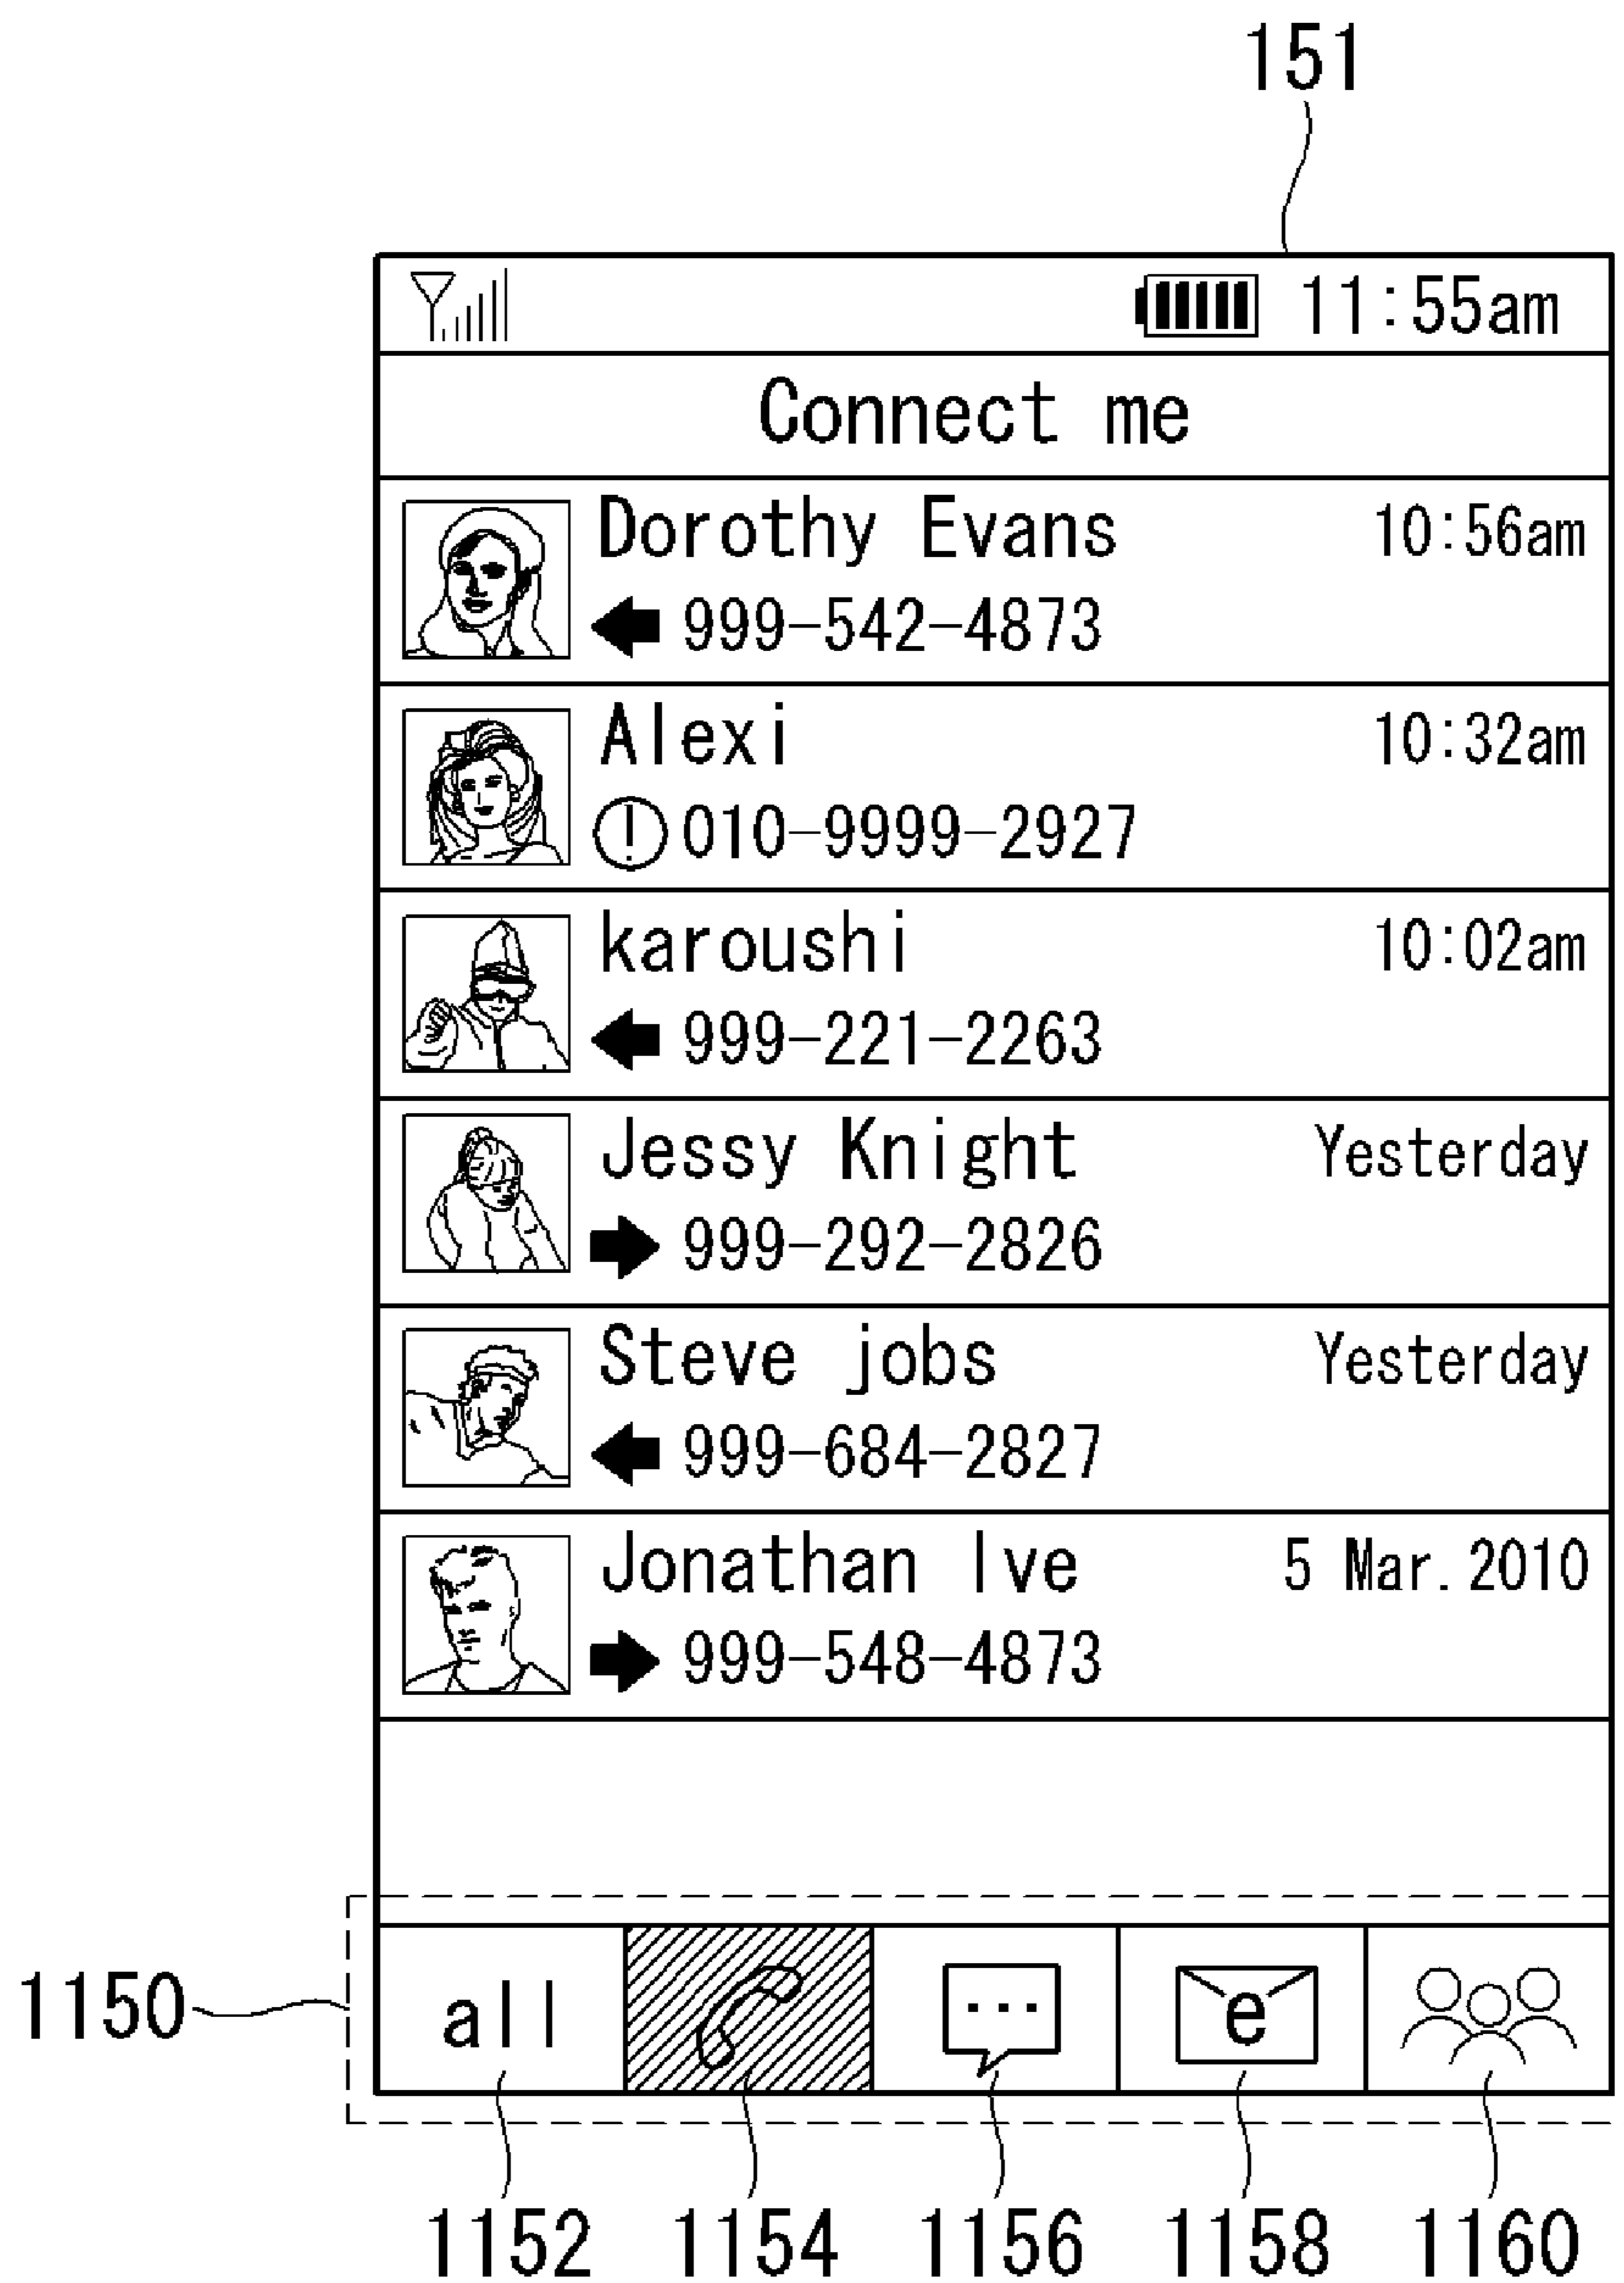 151
11:55am
Connect me
Dorothy Evans 10:56am
999-542-4873
Alexi 10:32am
! 010-9999-2927
karoushi 10:02am
999-221-2263
Jessy Knight Yesterday
999-292-2826
Steve jobs Yesterday
999-684-2827
Jonathan Ive 5 Mar.2010
999-548-4873
1150
all ... e
1152 1154 1156 1158 1160